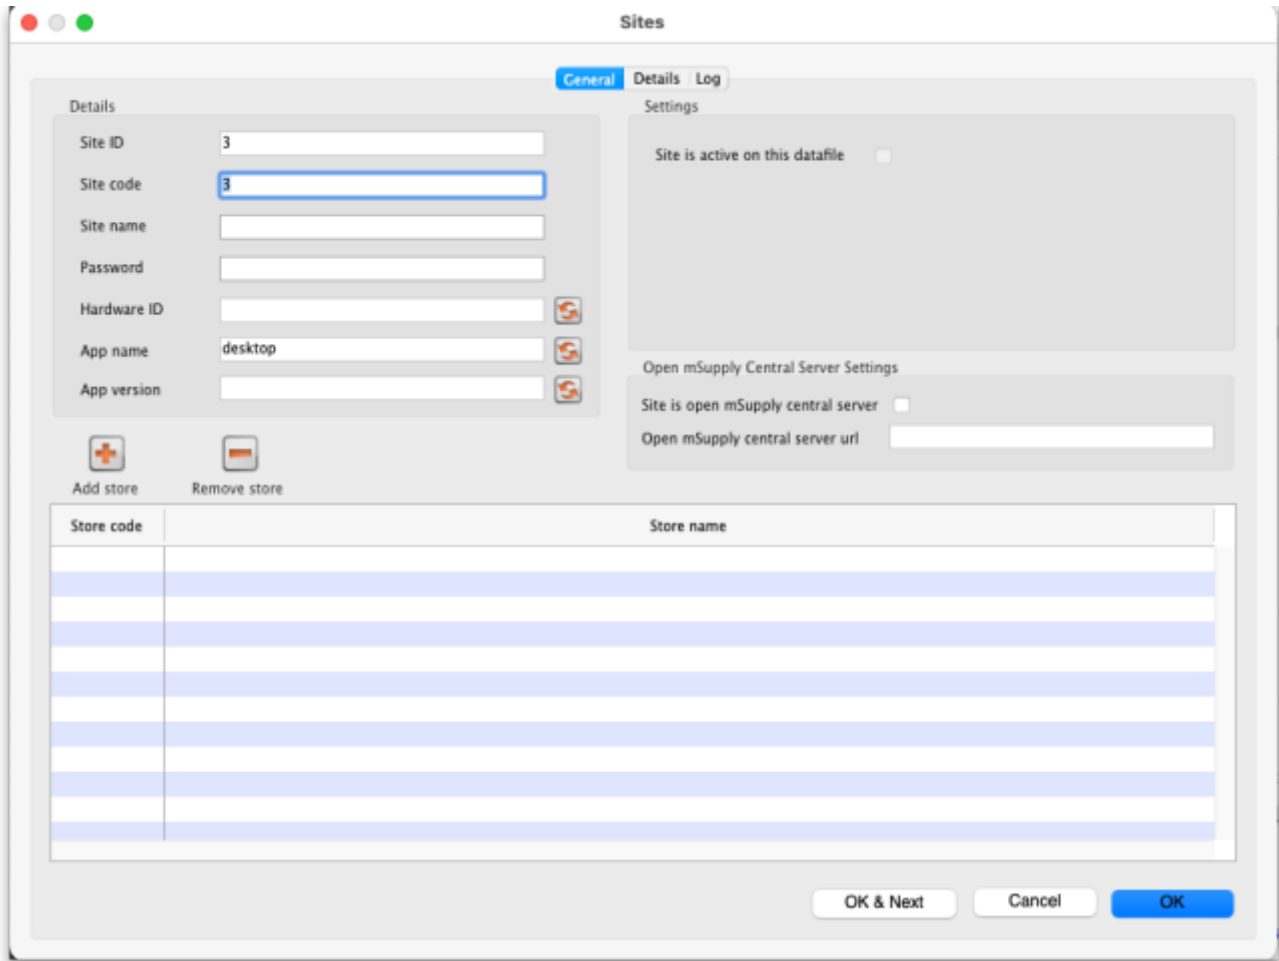 Sites
General Details Log
Details
Site ID 3
Site code 3
Site name
Password
Hardware ID
App name desktop
App version
Settings
Site is active on this datafile
Open mSupply Central Server Settings
Site is open mSupply central server
Open mSupply central server url
Add store Remove store
Store code Store name
OK & Next Cancel OK